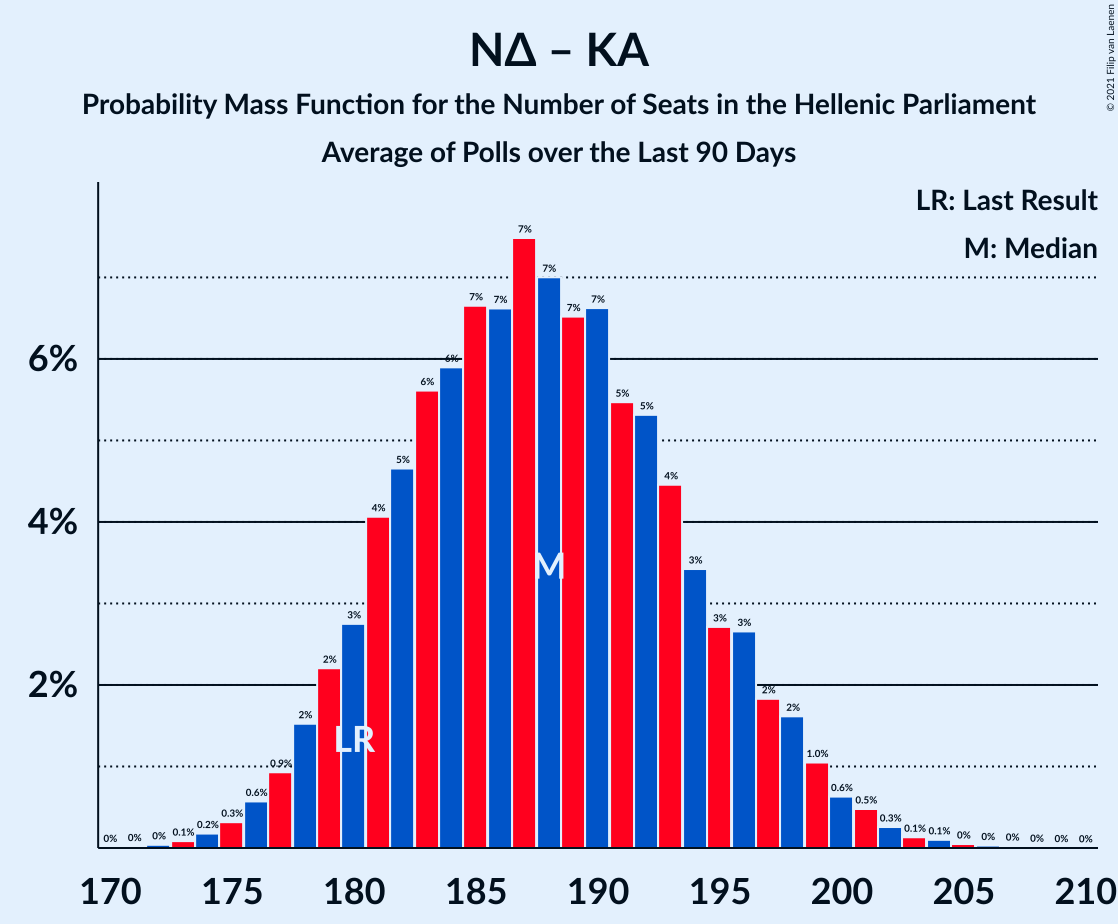 ΝΔ – ΚΑ
Probability Mass Function for the Number of Seats in the Hellenic Parliament
Average of Polls over the Last 90 Days
© 2021 Filip van Laenen
LR: Last Result
M: Median
6%
4%
2%
0% 0% 0% 0.1% 0.2% 0.3% 0.6% 0.9% 2% 2% 3% 4% 5% 6% 6% 7% 7% 7% 7% 7% 7% 5% 5% 4% 3% 3% 3% 2% 2% 1.0% 0.6% 0.5% 0.3% 0.1% 0.1% 0% 0% 0% 0% 0% 0%
M
LR
170 175 180 185 190 195 200 205 210